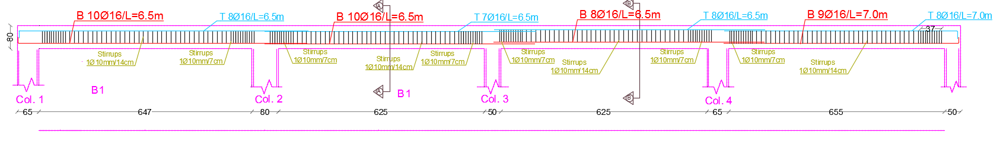 B 10Ø16/L=6.5m
T 8Ø16/L=6.5m
B 10Ø16/L=6.5m
A
T 7Ø16/L=6.5m
B 8Ø16/L=6.5m
B
T 8Ø16/L=6.5m
B 9Ø16/L=7.0m
T 8Ø16/L=7.0m
37
80
Stirrups
1Ø10mm/14cm
Stirrups
1Ø10mm/7cm
Stirrups
1Ø10mm/7cm
Stirrups
1Ø10mm/14cm
Stirrups
1Ø10mm/7cm
Stirrups
1Ø10mm/7cm
Stirrups
1Ø10mm/14cm
Stirrups
1Ø10mm/7cm
Stirrups
1Ø10mm/7cm
Stirrups
1Ø10mm/14cm
Col. 1
B1
Col. 2
A
B1
Col. 3
B
Col. 4
65
647
80
625
50
625
65
655
50